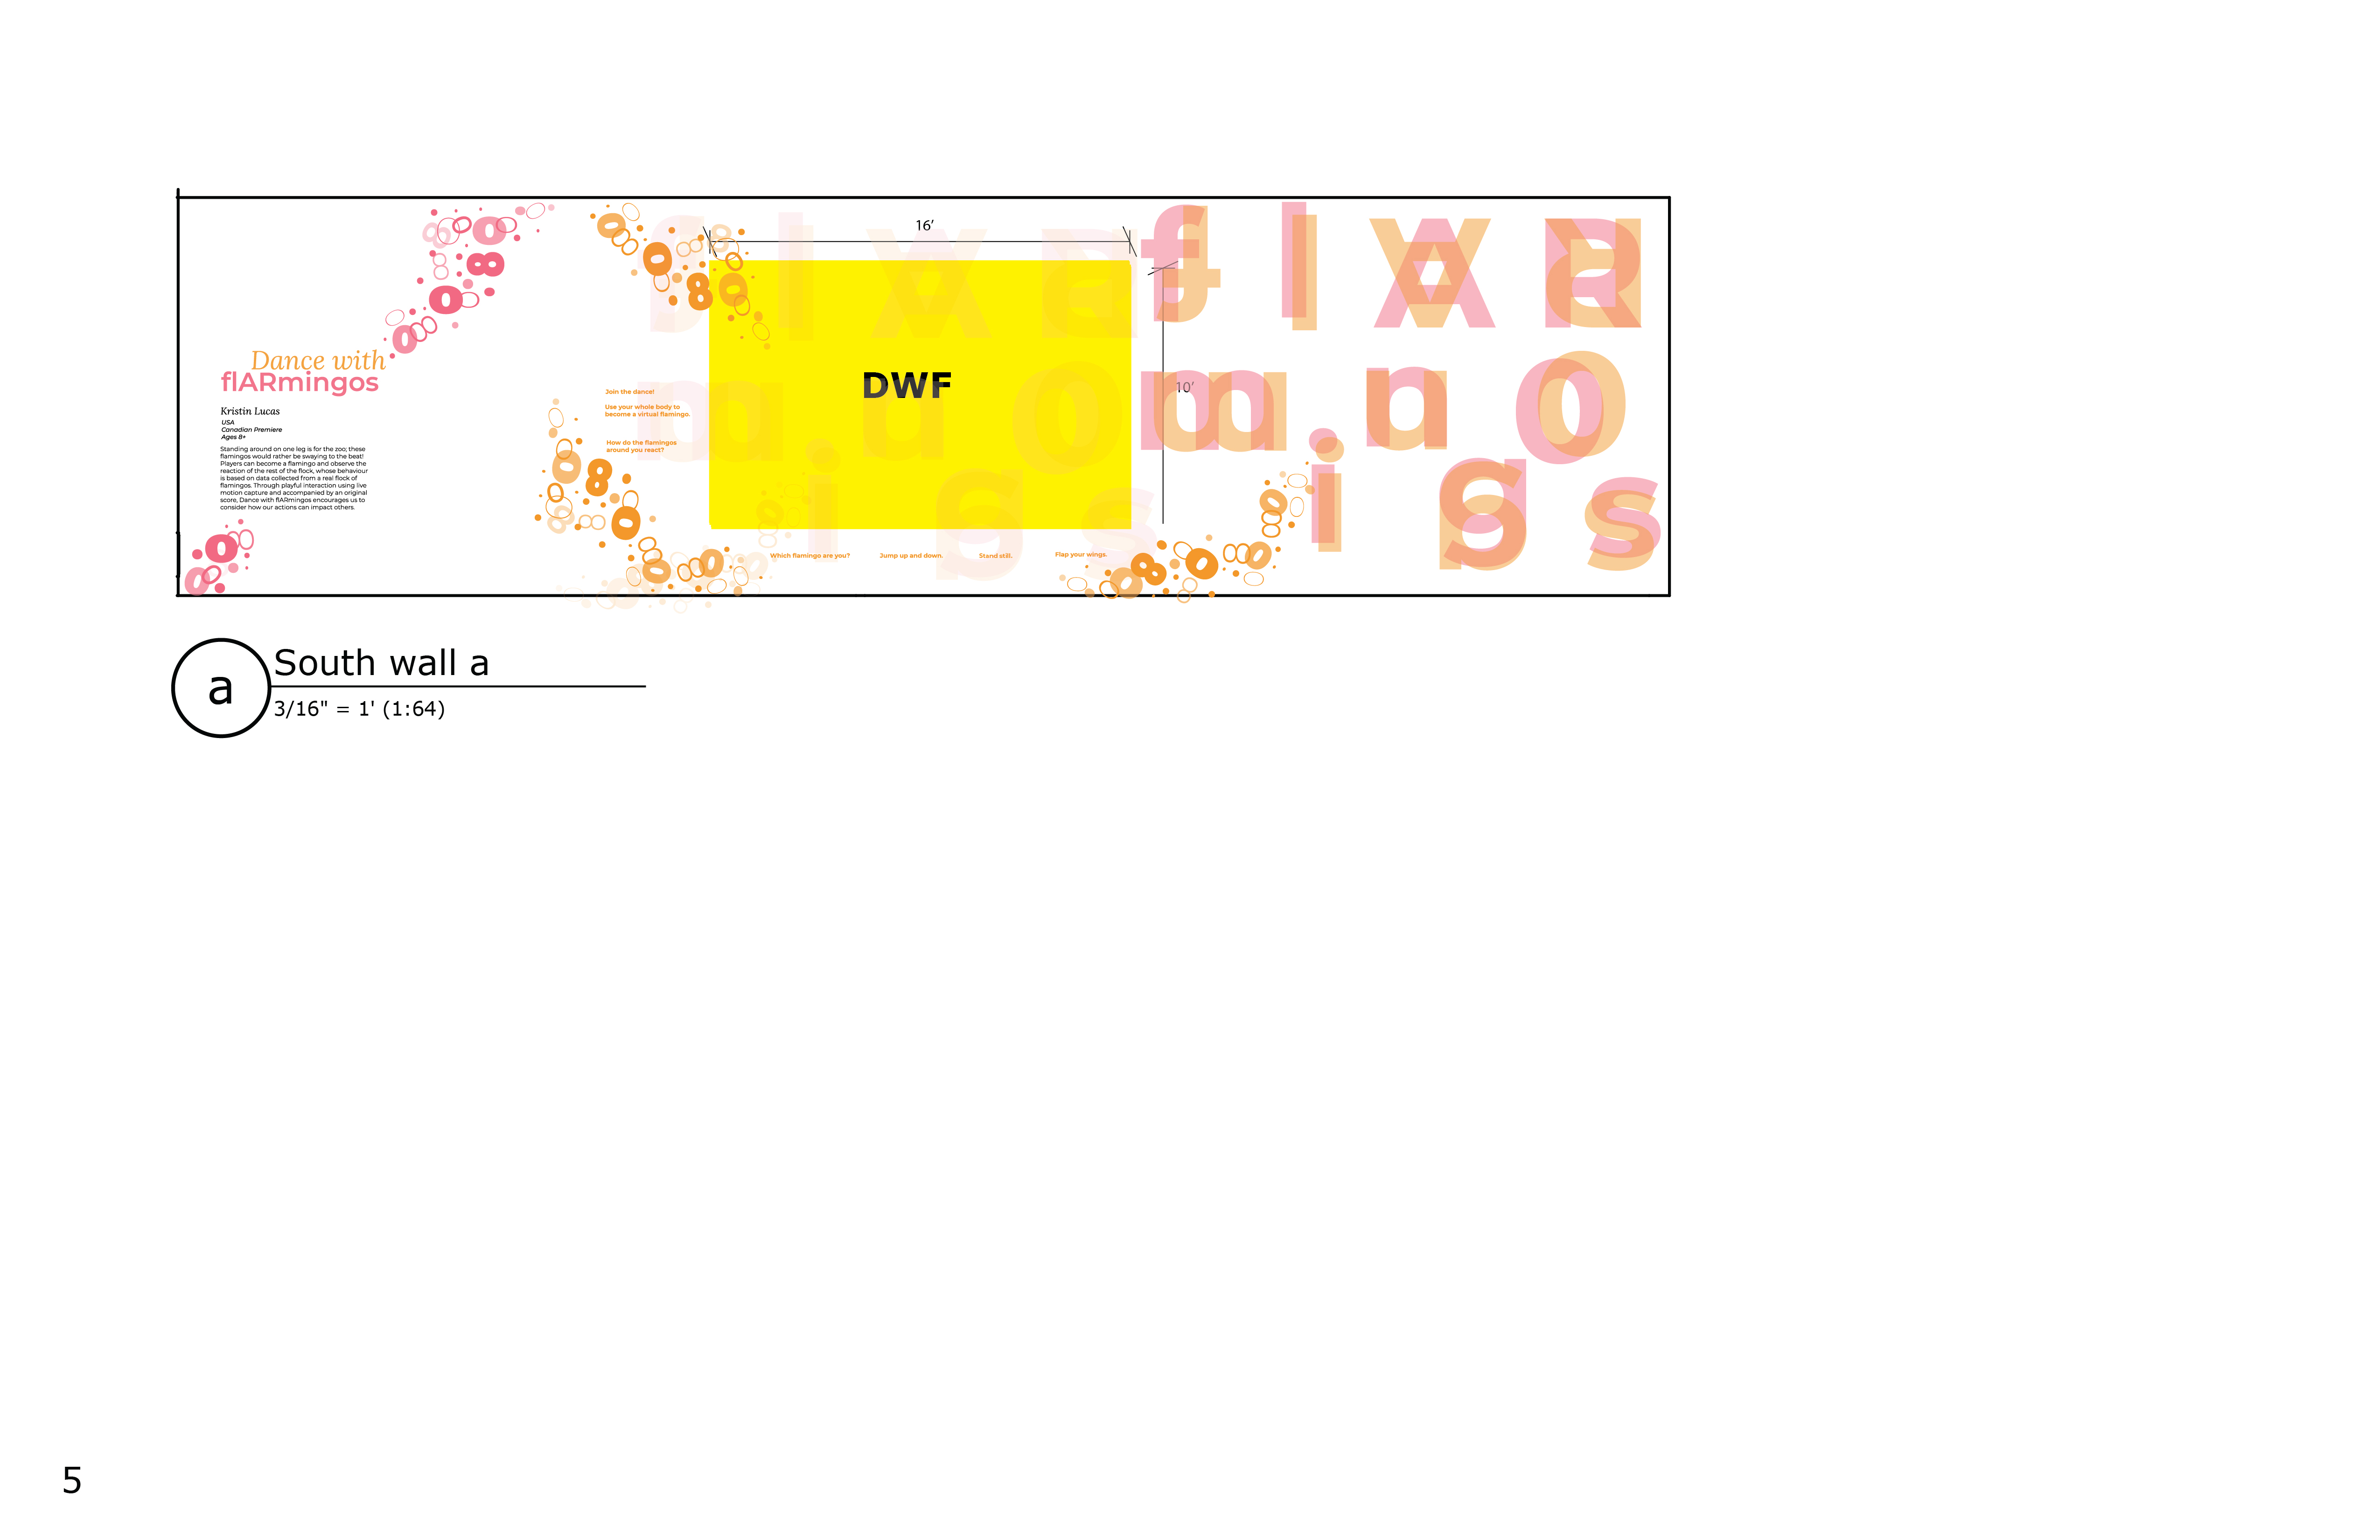 16'
f l A R
Dance with
flARmingos
DWF
10'
m i n g o s
Kristin Lucas
USA
Canadian Premiere
Ages 8+
Standing around on one leg is for the zoo; these
flamingos would rather be swaying to the beat!
Players can become a flamingo and observe the
reaction of the rest of the flock, whose behaviour
is based on data collected from a real flock of
flamingos. Through playful interaction using live
motion capture and accompanied by an original
score, Dance with flARmingos encourages us to
consider how our actions can impact others.
Join the dance!
Use your whole body to
become a virtual flamingo.
How do the flamingos
around you react?
Which flamingo are you?
Jump up and down.
Stand still.
Flap your wings.
a
South wall a
3/16" = 1' (1:64)
5